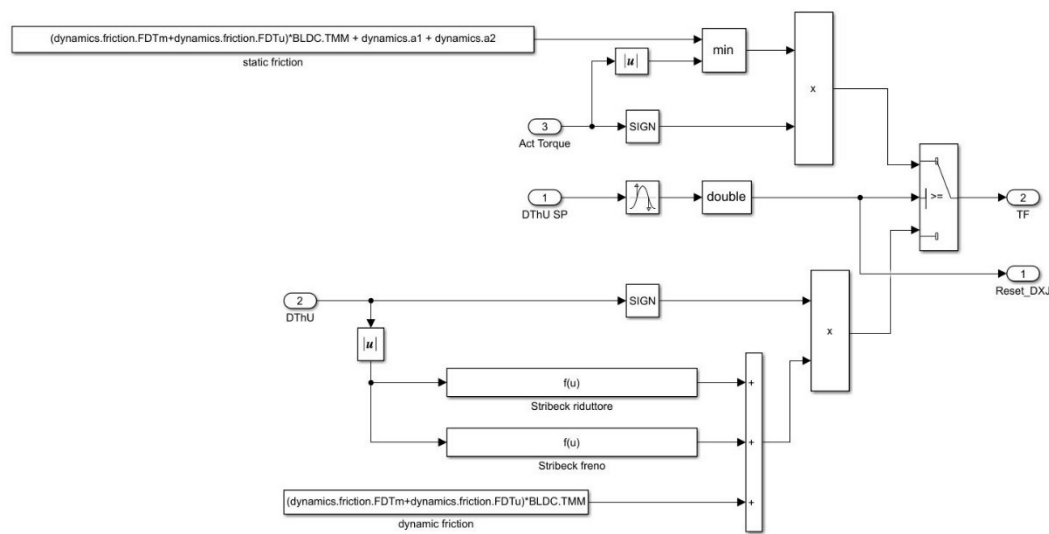 (dynamics.friction.FDTm+dynamics.friction.FDTu)*BLDC.TMM + dynamics.a1 + dynamics.a2
static friction
|u|
min
x
3
Act Torque
SIGN
1
DThU SP
double
>=
2
TF
1
Reset_DXJ
2
DThU
SIGN
|u|
x
f(u)
Stribeck riduttore
+
f(u)
Stribeck freno
+
(dynamics.friction.FDTm+dynamics.friction.FDTu)*BLDC.TMM
dynamic friction
+